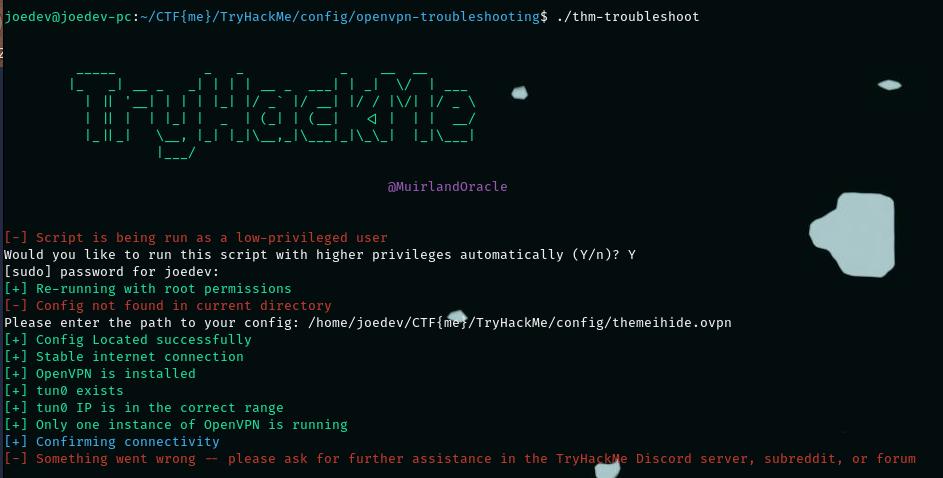 joedev@joedev-pc:~/CTF{me}/TryHackMe/config/openvpn-troubleshooting$ ./thm-troubleshoot
TryHackMe
@MuirlandOracle
[-] Script is being run as a low-privileged user
Would you like to run this script with higher privileges automatically (Y/n)? Y
[sudo] password for joedev:
[+] Re-running with root permissions
[-] Config not found in current directory
Please enter the path to your config: /home/joedev/CTF{me}/TryHackMe/config/themeihide.ovpn
[+] Config Located successfully
[+] Stable internet connection
[+] OpenVPN is installed
[+] tun0 exists
[+] tun0 IP is in the correct range
[+] Only one instance of OpenVPN is running
[+] Confirming connectivity
[-] Something went wrong -- please ask for further assistance in the TryHackMe Discord server, subreddit, or forum